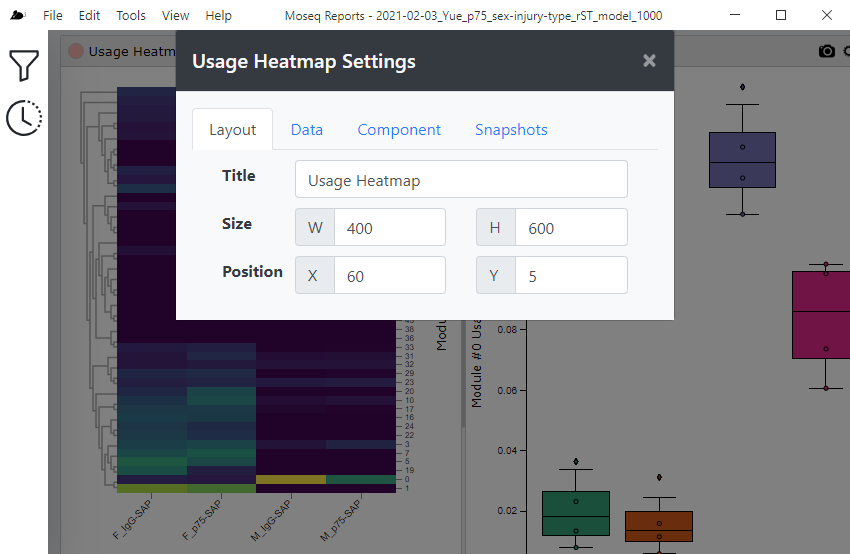 File Edit Tools View Help Moseq Reports - 2021-02-03_Yue_p75_sex-injury-type_rST_model_1000
Usage Heatm
Usage Heatmap Settings ×
Layout Data Component Snapshots
Title Usage Heatmap
Size W 400 H 600
Position X 60 Y 5
38
36
33
31
32
29
23
20
10
17
16
24
22
3
7
5
19
0
1
F_IgG-SAP
F_p75-SAP
M_IgG-SAP
M_p75-SAP
Modu
Module #0 Usa
0.08
0.06
0.04
0.02